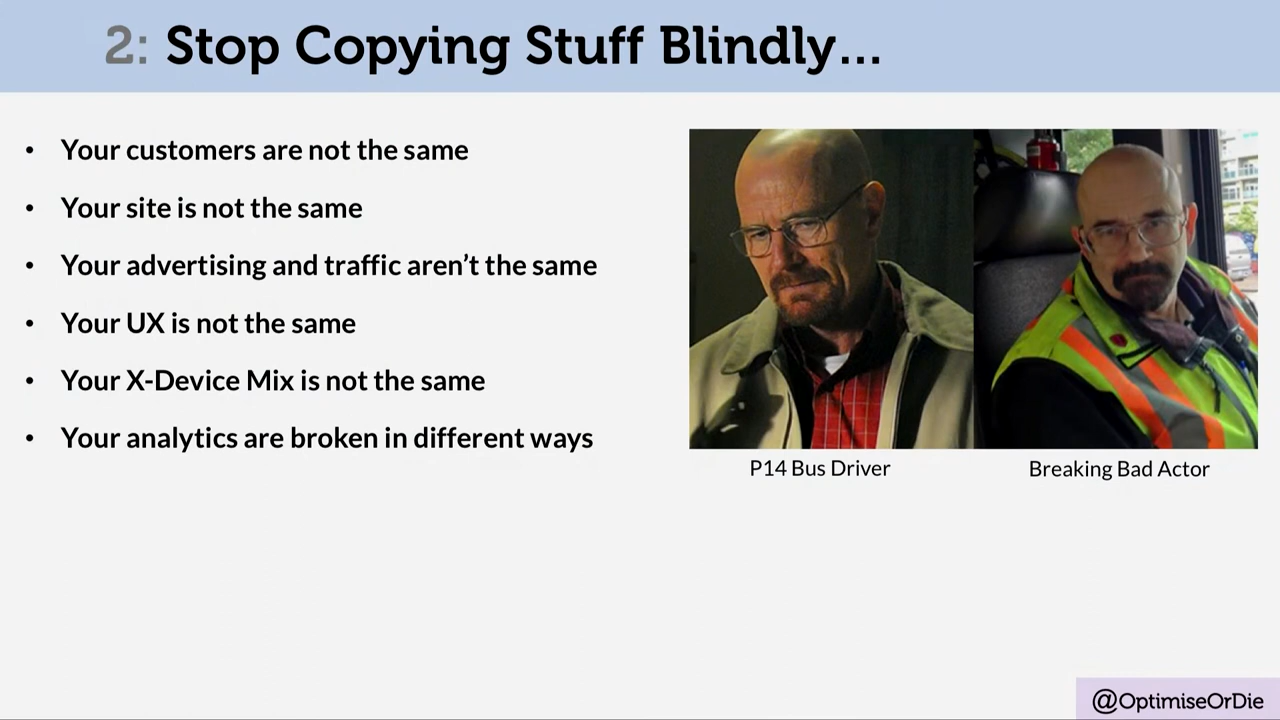 2: Stop Copying Stuff Blindly...
• Your customers are not the same
• Your site is not the same
• Your advertising and traffic aren’t the same
• Your UX is not the same
• Your X-Device Mix is not the same
• Your analytics are broken in different ways
P14 Bus Driver
Breaking Bad Actor
@OptimiseOrDie